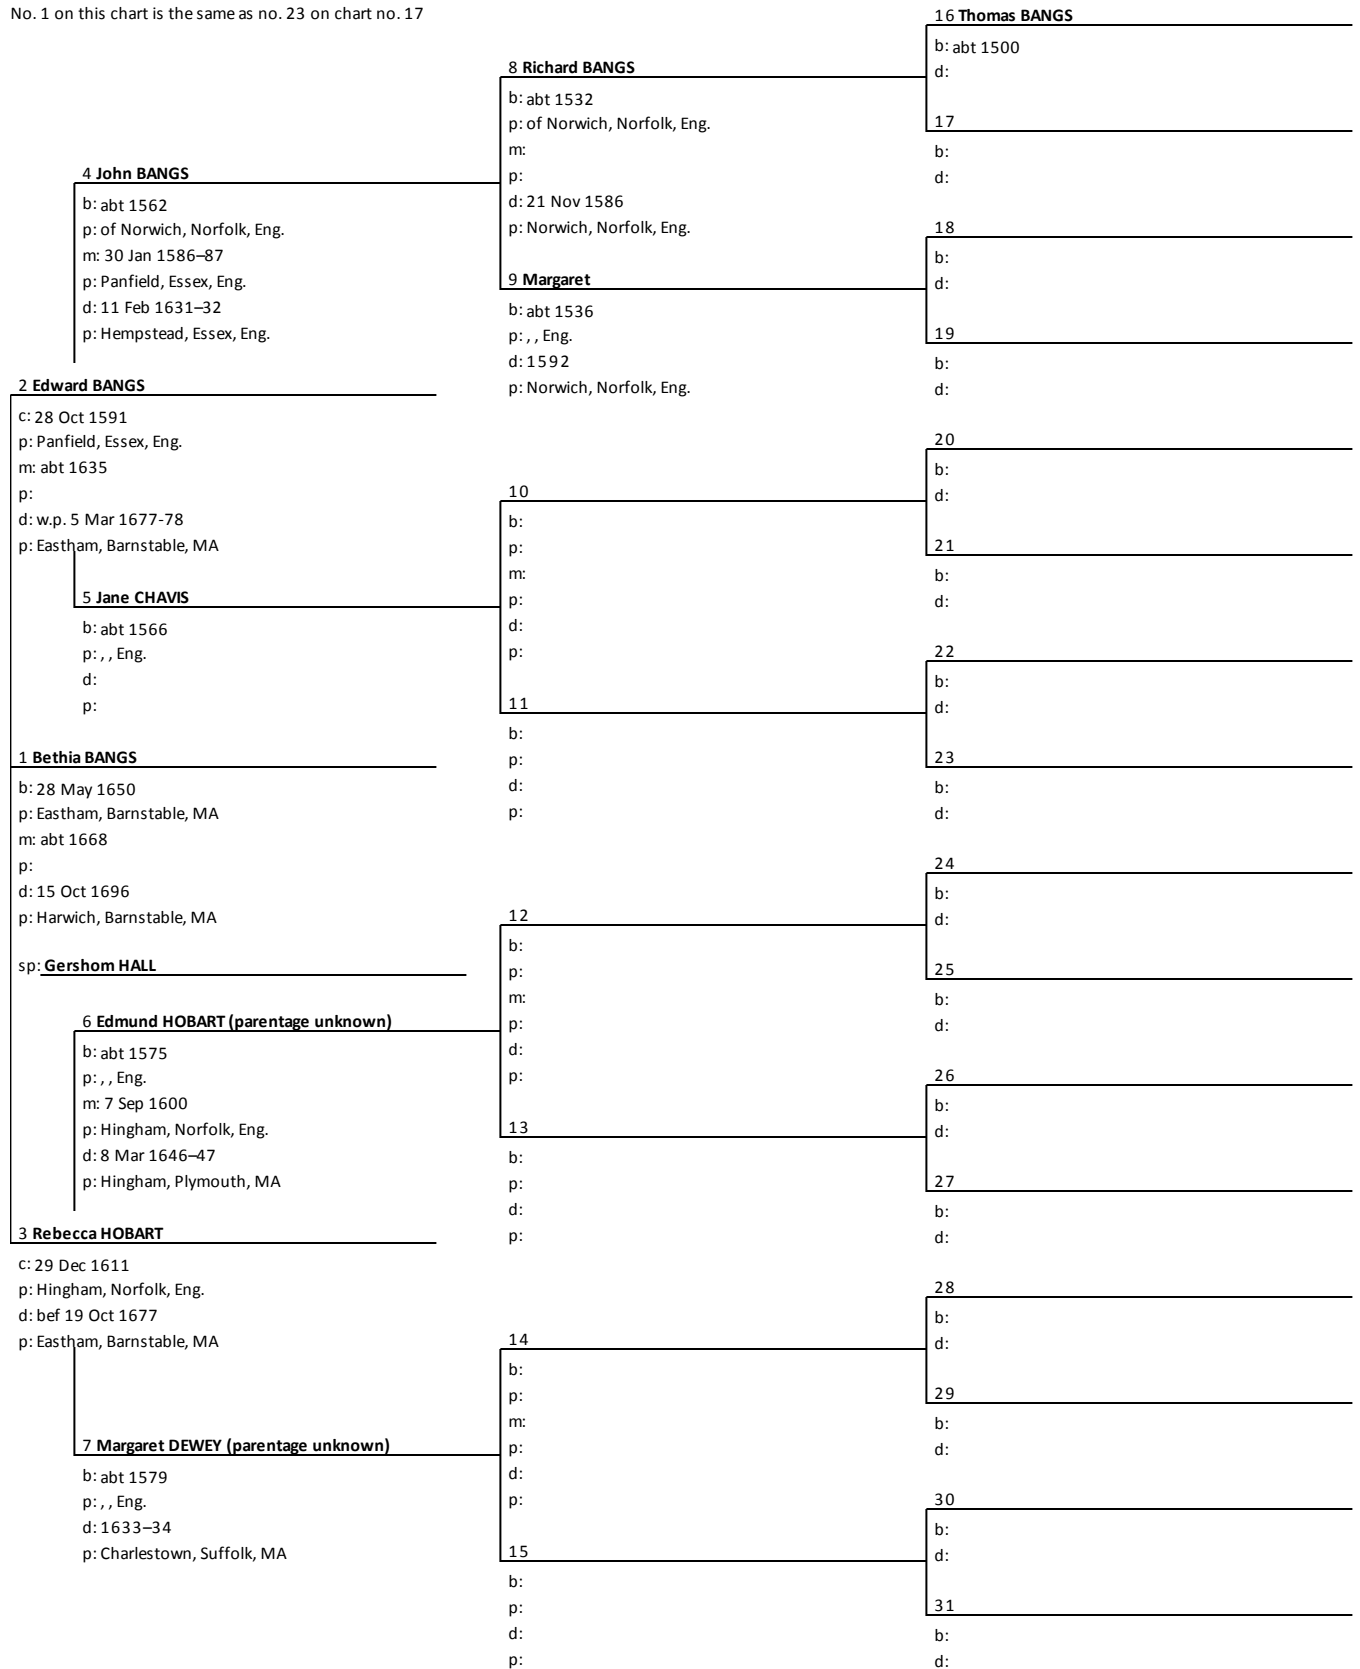 No. 1 on this chart is the same as no. 23 on chart no. 17
4 John BANGS
b: abt 1562
p: of Norwich, Norfolk, Eng.
m: 30 Jan 1586–87
p: Panfield, Essex, Eng.
d: 11 Feb 1631–32
p: Hempstead, Essex, Eng.
2 Edward BANGS
c: 28 Oct 1591
p: Panfield, Essex, Eng.
m: abt 1635
p:
d: w.p. 5 Mar 1677-78
p: Eastham, Barnstable, MA
5 Jane CHAVIS
b: abt 1566
p: , , Eng.
d:
p:
1 Bethia BANGS
b: 28 May 1650
p: Eastham, Barnstable, MA
m: abt 1668
p:
d: 15 Oct 1696
p: Harwich, Barnstable, MA
sp: Gershom HALL
6 Edmund HOBART (parentage unknown)
b: abt 1575
p: , , Eng.
m: 7 Sep 1600
p: Hingham, Norfolk, Eng.
d: 8 Mar 1646–47
p: Hingham, Plymouth, MA
3 Rebecca HOBART
c: 29 Dec 1611
p: Hingham, Norfolk, Eng.
d: bef 19 Oct 1677
p: Eastham, Barnstable, MA
7 Margaret DEWEY (parentage unknown)
b: abt 1579
p: , , Eng.
d: 1633–34
p: Charlestown, Suffolk, MA
8 Richard BANGS
b: abt 1532
p: of Norwich, Norfolk, Eng.
m:
p:
d: 21 Nov 1586
p: Norwich, Norfolk, Eng.
9 Margaret
b: abt 1536
p: , , Eng.
d: 1592
p: Norwich, Norfolk, Eng.
10
b:
p:
m:
p:
d:
p:
11
b:
p:
d:
p:
12
b:
p:
m:
p:
d:
p:
13
b:
p:
d:
p:
14
b:
p:
m:
p:
d:
p:
15
b:
p:
d:
p:
16 Thomas BANGS
b: abt 1500
d:
17
b:
d:
18
b:
d:
19
b:
d:
20
b:
d:
21
b:
d:
22
b:
d:
23
b:
d:
24
b:
d:
25
b:
d:
26
b:
d:
27
b:
d:
28
b:
d:
29
b:
d:
30
b:
d:
31
b:
d: